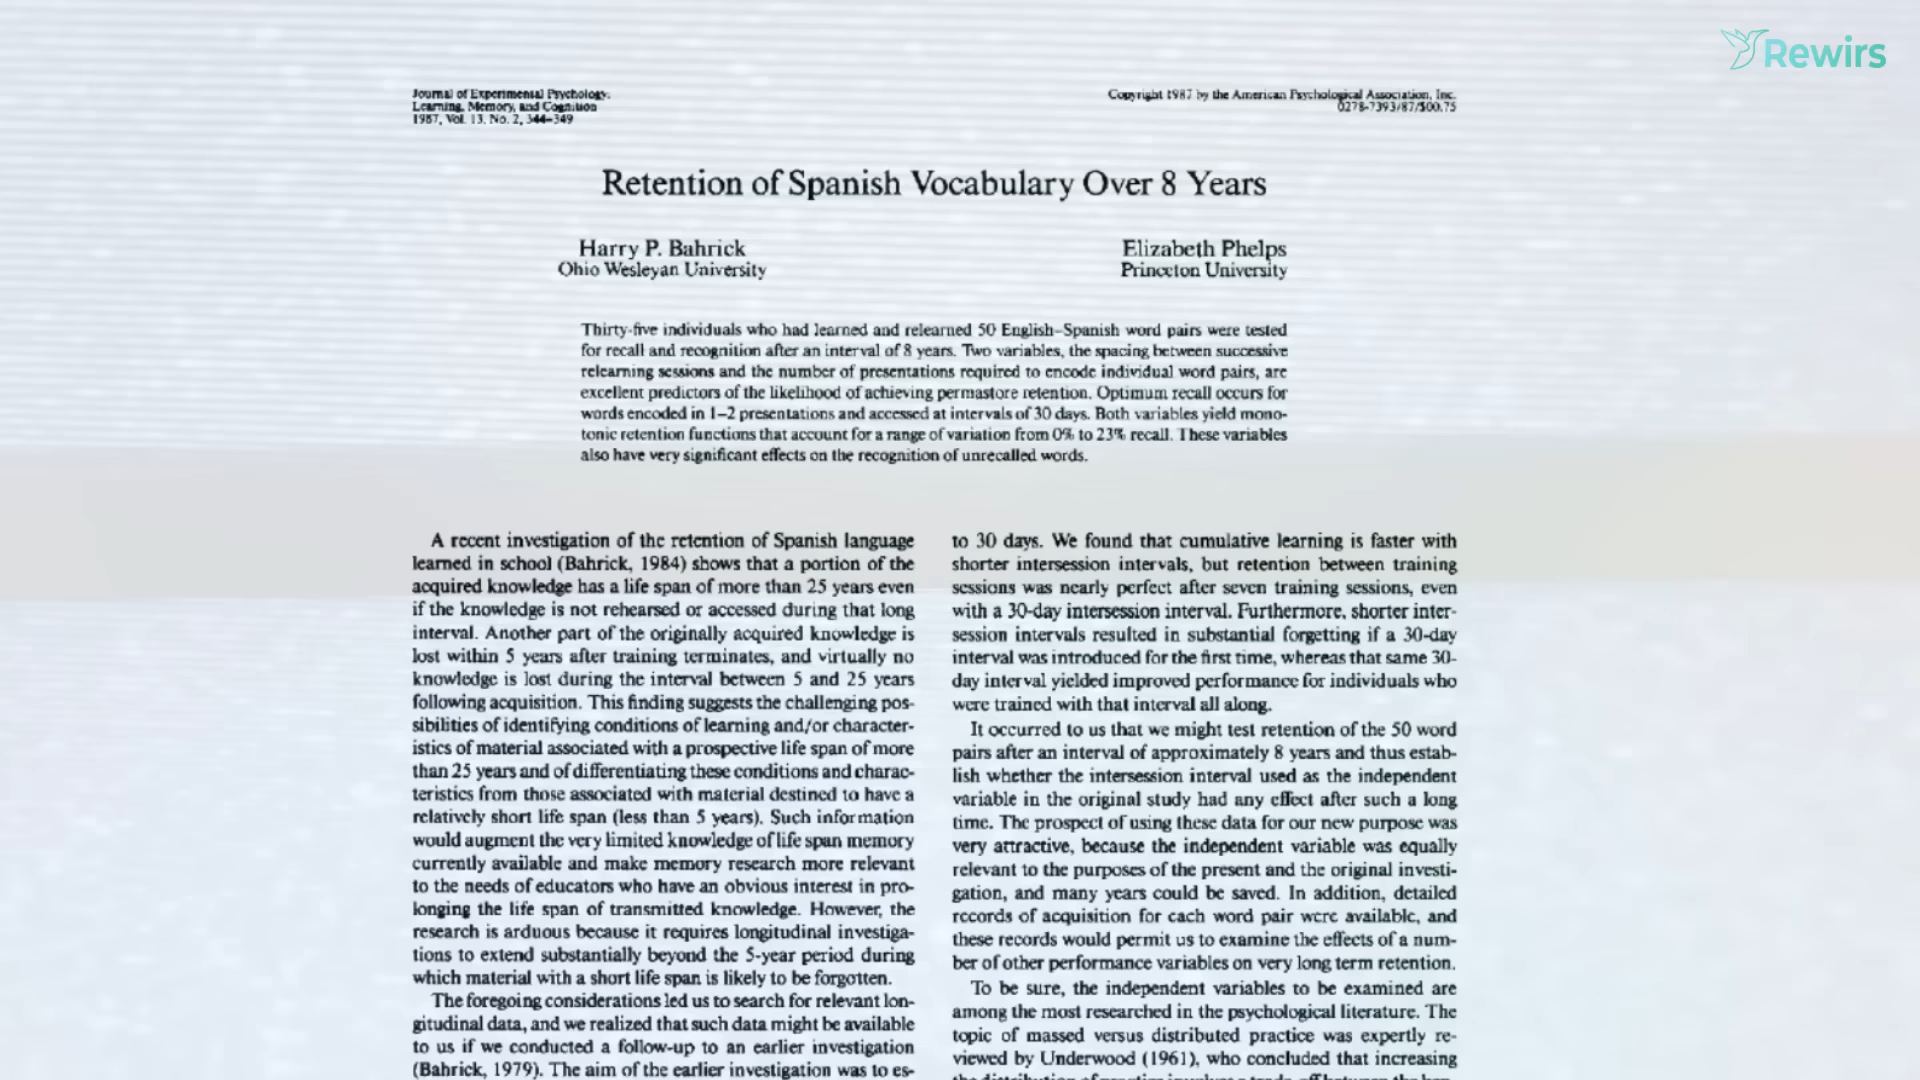 Rewirs
Journal of Experimental Psychology:
Learning, Memory, and Cognition
1987, Vol. 13, No. 2, 344–349
Copyright 1987 by the American Psychological Association, Inc.
0278-7393/87/$00.75
Retention of Spanish Vocabulary Over 8 Years
Harry P. Bahrick
Ohio Wesleyan University
Elizabeth Phelps
Princeton University
Thirty-five individuals who had learned and relearned 50 English–Spanish word pairs were tested
for recall and recognition after an interval of 8 years. Two variables, the spacing between successive
relearning sessions and the number of presentations required to encode individual word pairs, are
excellent predictors of the likelihood of achieving permastore retention. Optimum recall occurs for
words encoded in 1–2 presentations and accessed at intervals of 30 days. Both variables yield mono-
tonic retention functions that account for a range of variation from 0% to 23% recall. These variables
also have very significant effects on the recognition of unrecalled words.
A recent investigation of the retention of Spanish language
learned in school (Bahrick, 1984) shows that a portion of the
acquired knowledge has a life span of more than 25 years even
if the knowledge is not rehearsed or accessed during that long
interval. Another part of the originally acquired knowledge is
lost within 5 years after training terminates, and virtually no
knowledge is lost during the interval between 5 and 25 years
following acquisition. This finding suggests the challenging pos-
sibilities of identifying conditions of learning and/or character-
istics of material associated with a prospective life span of more
than 25 years and of differentiating these conditions and charac-
teristics from those associated with material destined to have a
relatively short life span (less than 5 years). Such information
would augment the very limited knowledge of life span memory
currently available and make memory research more relevant
to the needs of educators who have an obvious interest in pro-
longing the life span of transmitted knowledge. However, the
research is arduous because it requires longitudinal investiga-
tions to extend substantially beyond the 5-year period during
which material with a short life span is likely to be forgotten.
The foregoing considerations led us to search for relevant lon-
gitudinal data, and we realized that such data might be available
to us if we conducted a follow-up to an earlier investigation
(Bahrick, 1979). The aim of the earlier investigation was to es-
to 30 days. We found that cumulative learning is faster with
shorter intersession intervals, but retention between training
sessions was nearly perfect after seven training sessions, even
with a 30-day intersession interval. Furthermore, shorter inter-
session intervals resulted in substantial forgetting if a 30-day
interval was introduced for the first time, whereas that same 30-
day interval yielded improved performance for individuals who
were trained with that interval all along.
It occurred to us that we might test retention of the 50 word
pairs after an interval of approximately 8 years and thus estab-
lish whether the intersession interval used as the independent
variable in the original study had any effect after such a long
time. The prospect of using these data for our new purpose was
very attractive, because the independent variable was equally
relevant to the purposes of the present and the original investi-
gation, and many years could be saved. In addition, detailed
records of acquisition for each word pair were available, and
these records would permit us to examine the effects of a num-
ber of other performance variables on very long term retention.
To be sure, the independent variables to be examined are
among the most researched in the psychological literature. The
topic of massed versus distributed practice was expertly re-
viewed by Underwood (1961), who concluded that increasing